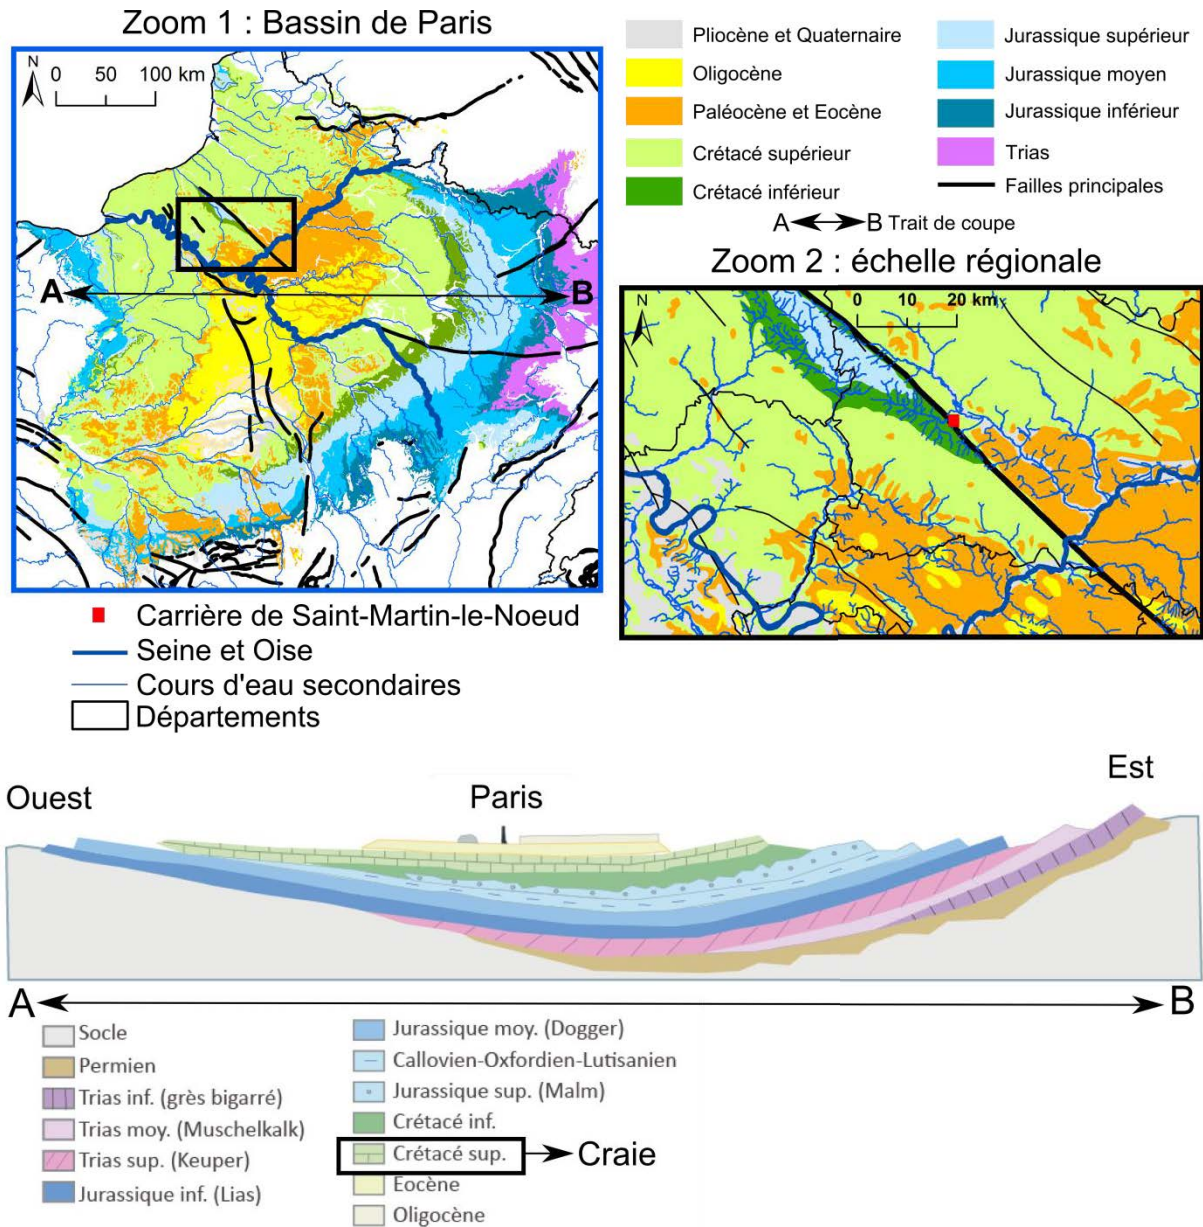 Zoom 1 : Bassin de Paris
N
0 50 100 km
A
B
Pliocène et Quaternaire
Oligocène
Paléocène et Eocène
Crétacé supérieur
Crétacé inférieur
Jurassique supérieur
Jurassique moyen
Jurassique inférieur
Trias
Failles principales
A B Trait de coupe
Zoom 2 : échelle régionale
N
0 10 20 km
Carrière de Saint-Martin-le-Noeud
Seine et Oise
Cours d'eau secondaires
Départements
Ouest
Paris
Est
A
B
Socle
Permien
Trias inf. (grès bigarré)
Trias moy. (Muschelkalk)
Trias sup. (Keuper)
Jurassique inf. (Lias)
Jurassique moy. (Dogger)
Callovien-Oxfordien-Lutisanien
Jurassique sup. (Malm)
Crétacé inf.
Crétacé sup.
Craie
Eocène
Oligocène